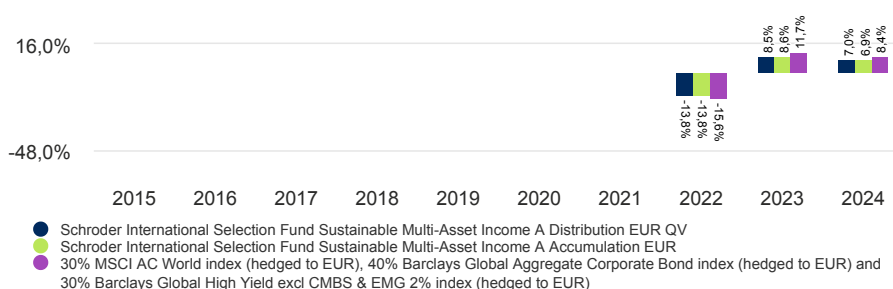 16,0%
-48,0%
-13,8%
-13,8%
-15,6%
8,5%
8,6%
11,7%
7,0%
6,9%
8,4%
2015 2016 2017 2018 2019 2020 2021 2022 2023 2024
Schroder International Selection Fund Sustainable Multi-Asset Income A Distribution EUR QV
Schroder International Selection Fund Sustainable Multi-Asset Income A Accumulation EUR
30% MSCI AC World index (hedged to EUR), 40% Barclays Global Aggregate Corporate Bond index (hedged to EUR) and
30% Barclays Global High Yield excl CMBS & EMG 2% index (hedged to EUR)